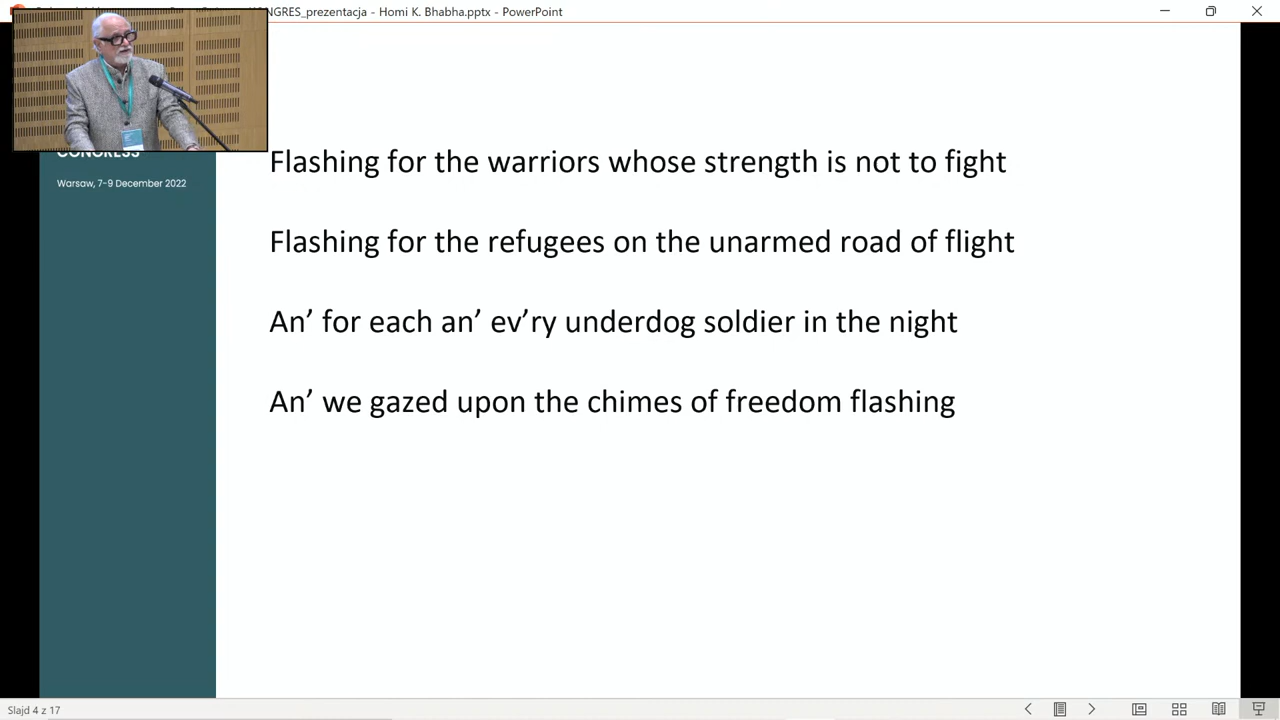 KONGRES_prezentacja - Homi K. Bhabha.pptx - PowerPoint
CONGRESS
Warsaw, 7-9 December 2022
Flashing for the warriors whose strength is not to fight
Flashing for the refugees on the unarmed road of flight
An’ for each an’ ev’ry underdog soldier in the night
An’ we gazed upon the chimes of freedom flashing
Slajd 4 z 17